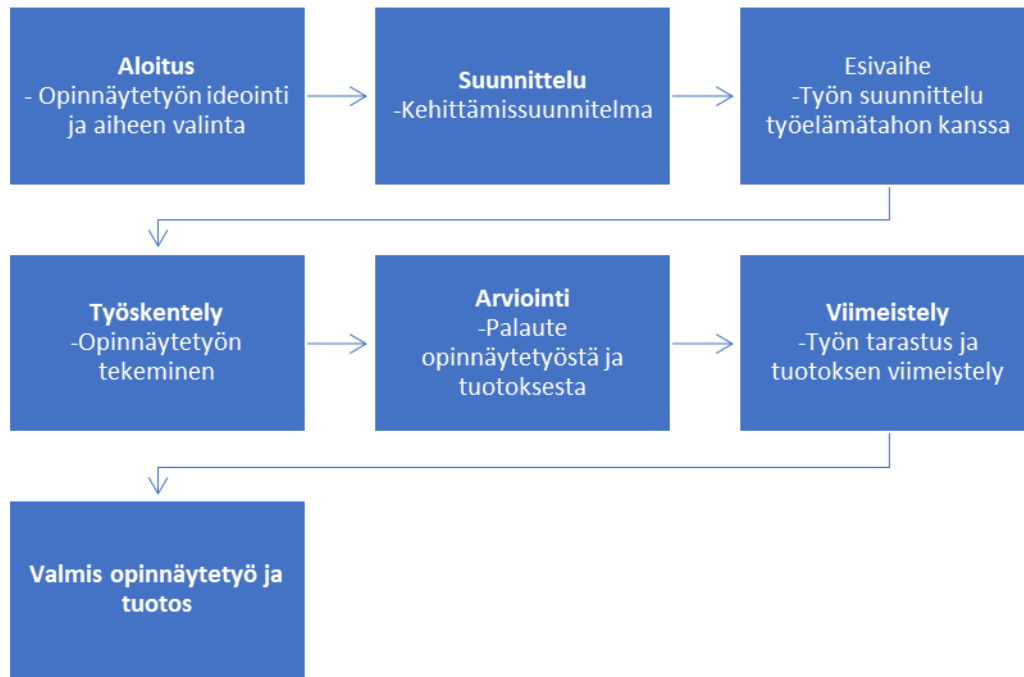 Aloitus
- Opinnäytetyön ideointi
ja aiheen valinta
Suunnittelu
-Kehittämissuunnitelma
Esivaihe
-Työn suunnittelu
työelämätahon kanssa
Työskentely
-Opinnäytetyön
tekeminen
Arviointi
-Palaute
opinnäytetyöstä ja
tuotoksesta
Viimeistely
-Työn tarastus ja
tuotoksen viimeistely
Valmis opinnäytetyö ja
tuotos